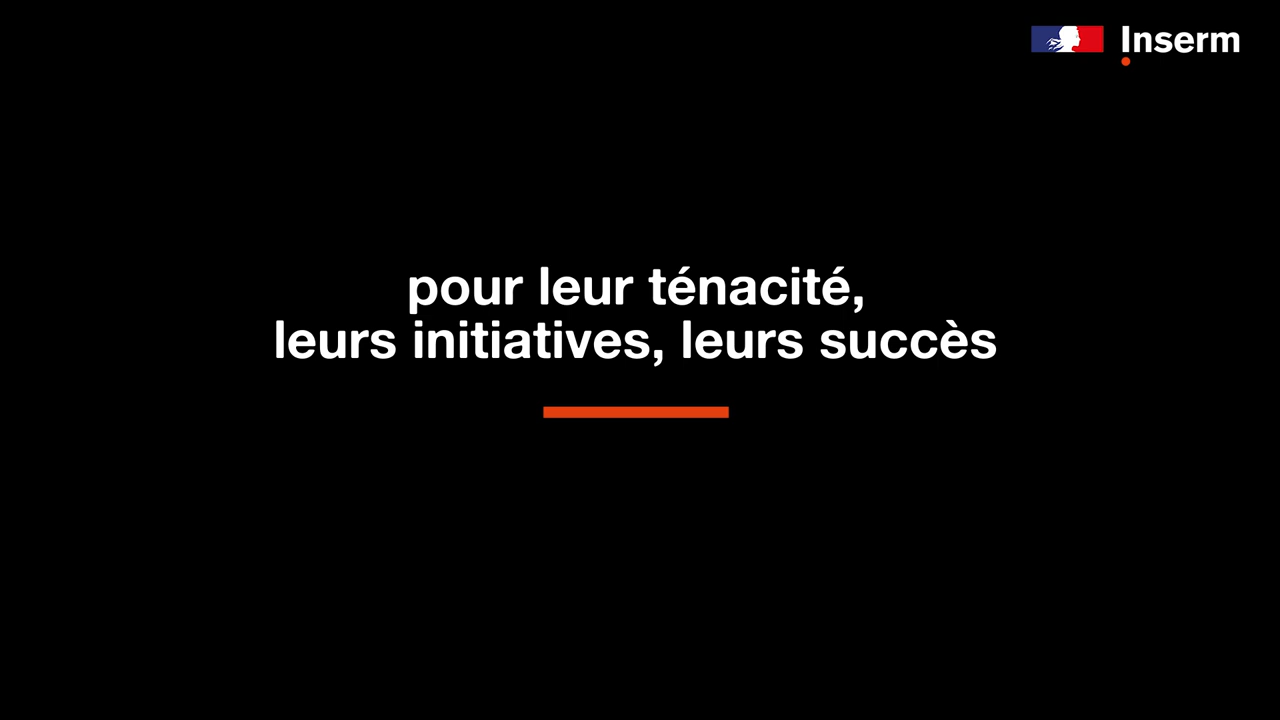 Inserm
pour leur ténacité,
leurs initiatives, leurs succès